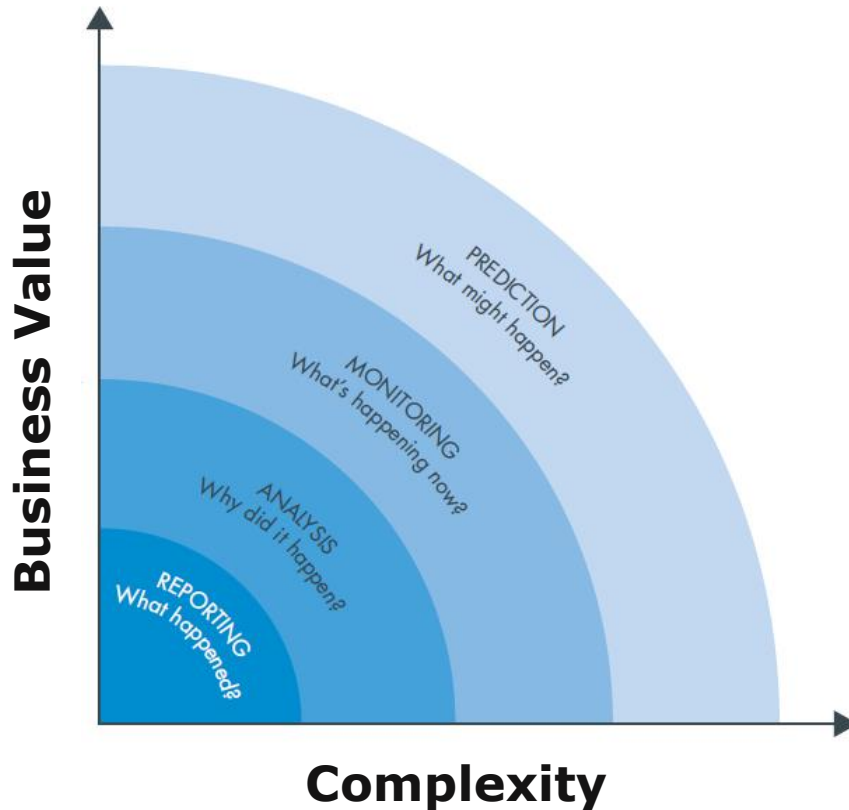 Business Value
PREDICTION
What might happen?
MONITORING
What's happening now?
ANALYSIS
Why did it happen?
REPORTING
What happened?
Complexity